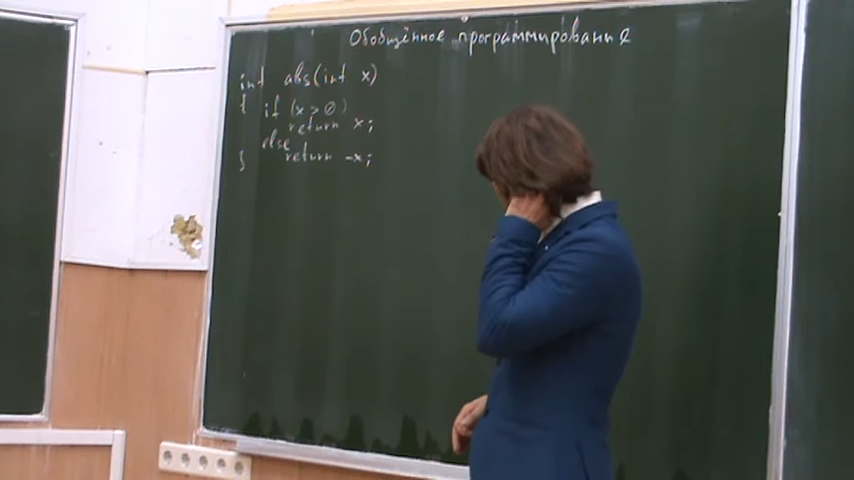 Обобщённое программирование
int abs(int x)
{ if (x > 0)
return x;
else
return -x;
}